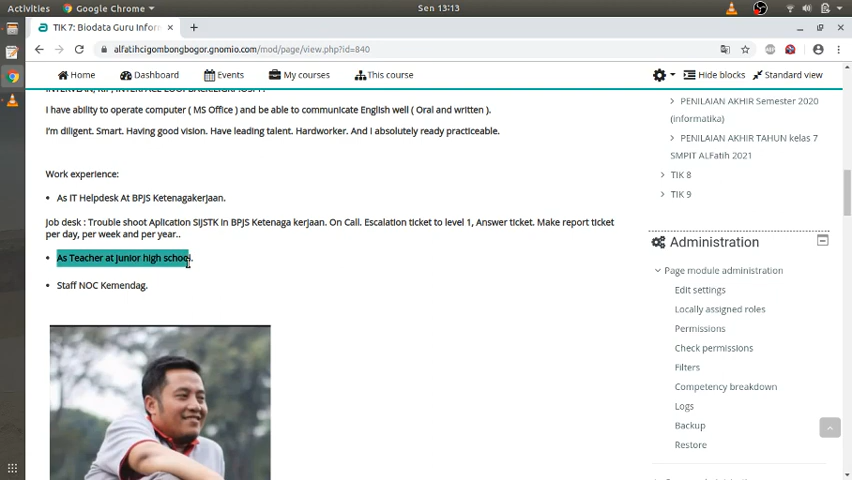 Activities
Google Chrome
Sen 13:13
TIK 7: Biodata Guru Inform
alfatihcigombongbogor.gnomio.com/mod/page/view.php?id=840
Home
Dashboard
Events
My courses
This course
Hide blocks
Standard view
I have ability to operate computer ( MS Office ) and be able to communicate English well ( Oral and written ).
I'm diligent. Smart. Having good vision. Have leading talent. Hardworker. And I absolutely ready practiceable.
Work experience:
As IT Helpdesk At BPJS Ketenagakerjaan.
Job desk : Trouble shoot Aplication SIJSTK in BPJS Ketenaga kerjaan. On Call. Escalation ticket to level 1, Answer ticket. Make report ticket
per day, per week and per year..
As Teacher at junior high school.
Staff NOC Kemendag.
PENILAIAN AKHIR Semester 2020
(informatika)
PENILAIAN AKHIR TAHUN kelas 7
SMPIT ALFatih 2021
TIK 8
TIK 9
Administration
Page module administration
Edit settings
Locally assigned roles
Permissions
Check permissions
Filters
Competency breakdown
Logs
Backup
Restore